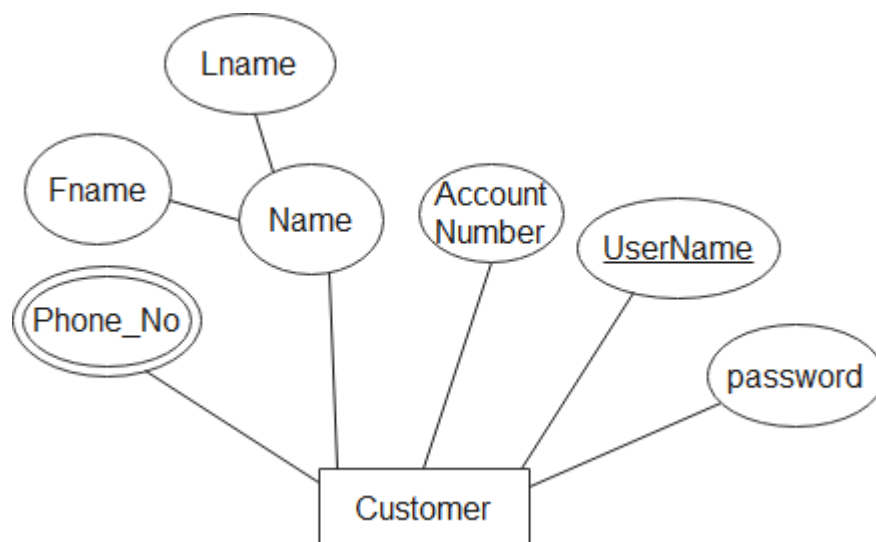 Lname
Fname
Name
Account
Number
UserName
Phone_No
password
Customer